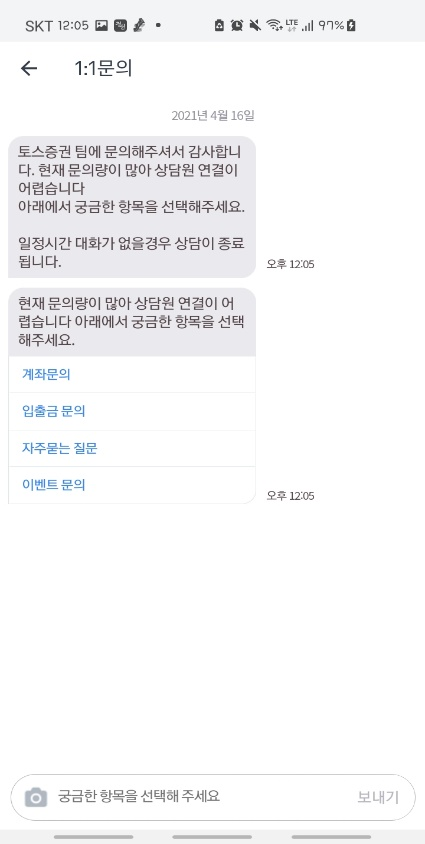 SKT 12:05
LTE
97%
1:1문의
2021년 4월 16일
토스증권 팀에 문의해주셔서 감사합니
다. 현재 문의량이 많아 상담원 연결이
어렵습니다
아래에서 궁금한 항목을 선택해주세요.
일정시간 대화가 없을경우 상담이 종료
됩니다.
오후 12:05
현재 문의량이 많아 상담원 연결이 어
렵습니다 아래에서 궁금한 항목을 선택
해주세요.
계좌문의
입출금 문의
자주묻는 질문
이벤트 문의
오후 12:05
궁금한 항목을 선택해 주세요
보내기